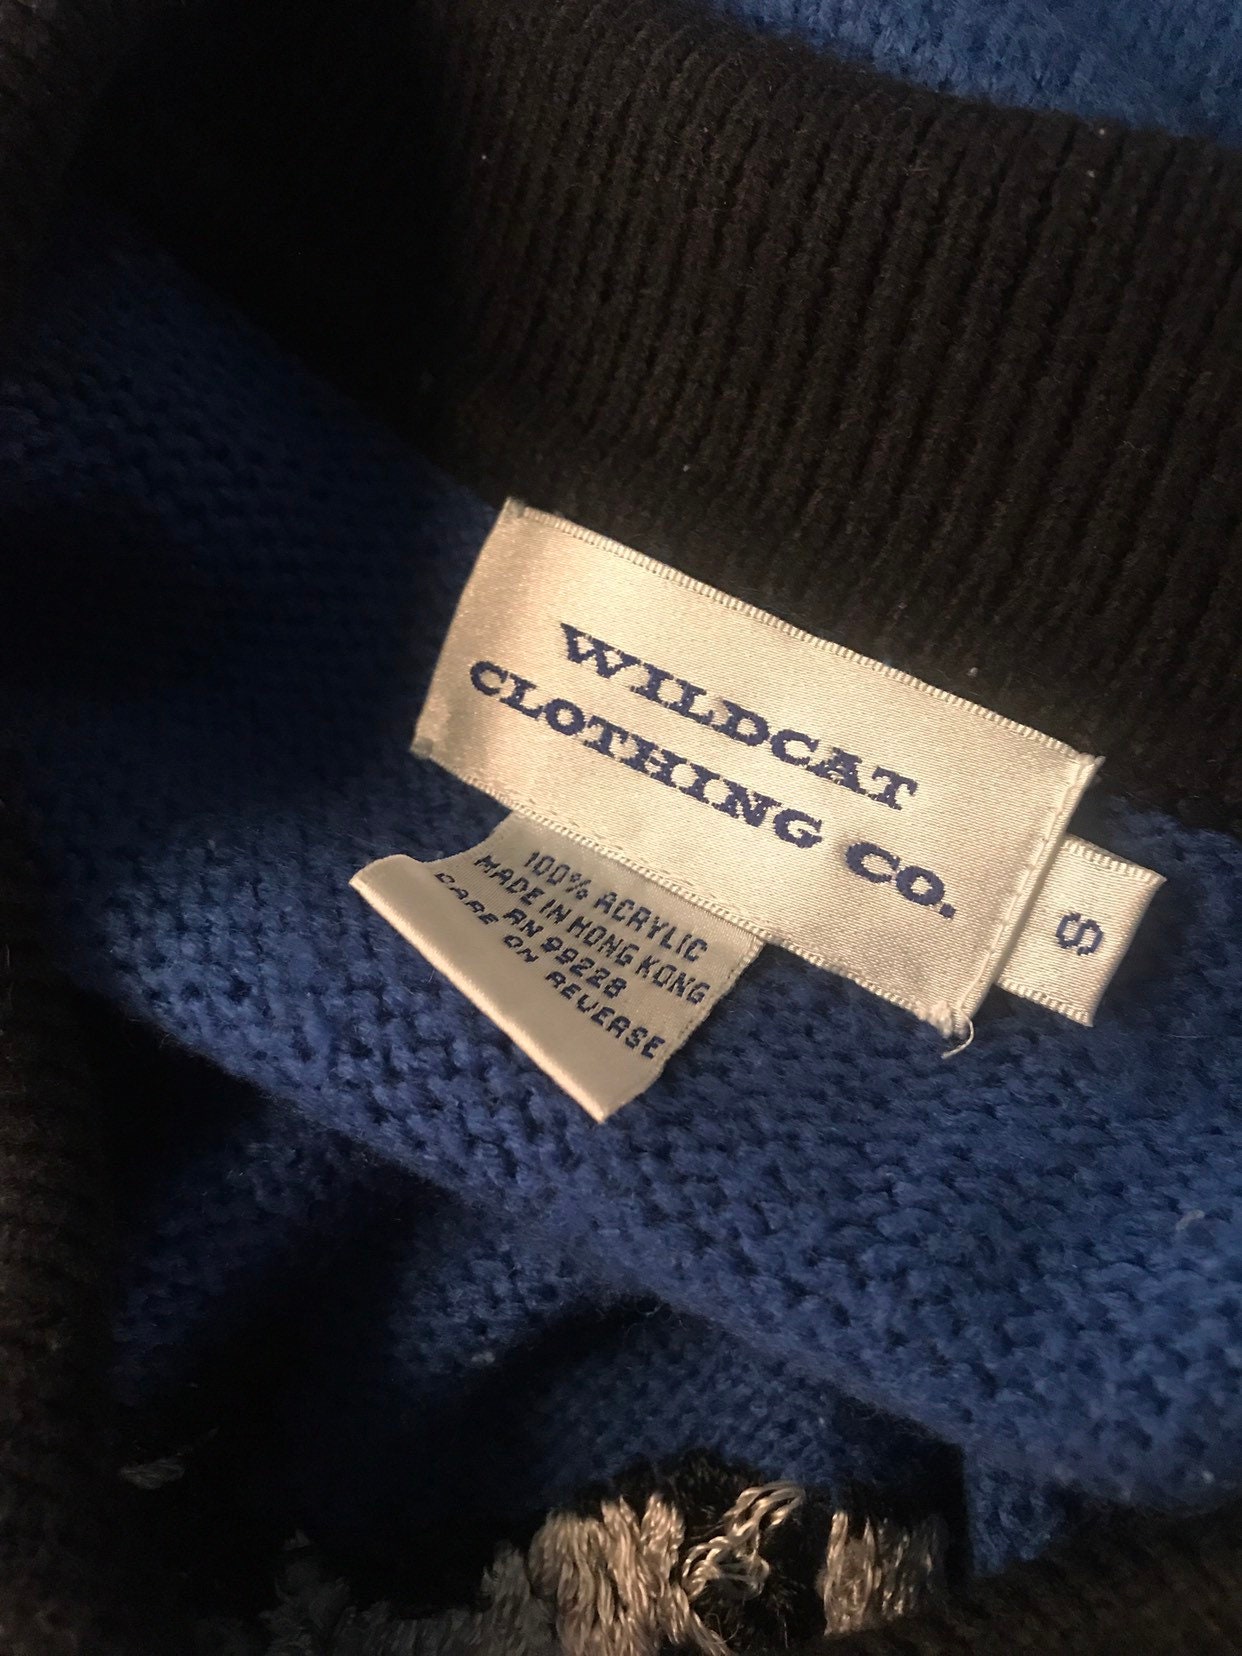 WILDCAT
CLOTHING CO.
S
100% ACRYLIC
MADE IN HONG KONG
RN 99228
CARE ON REVERSE